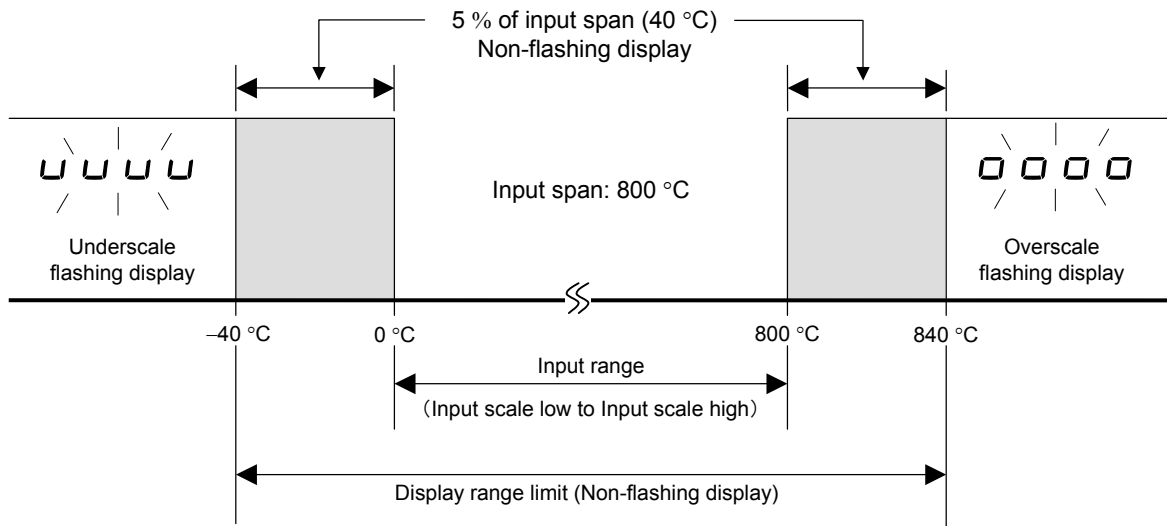 5 % of input span (40 °C)
Non-flashing display
uuuu
Input span: 800 °C
oooo
Underscale
flashing display
Overscale
flashing display
–40 °C
0 °C
800 °C
840 °C
Input range
（Input scale low to Input scale high）
Display range limit (Non-flashing display)